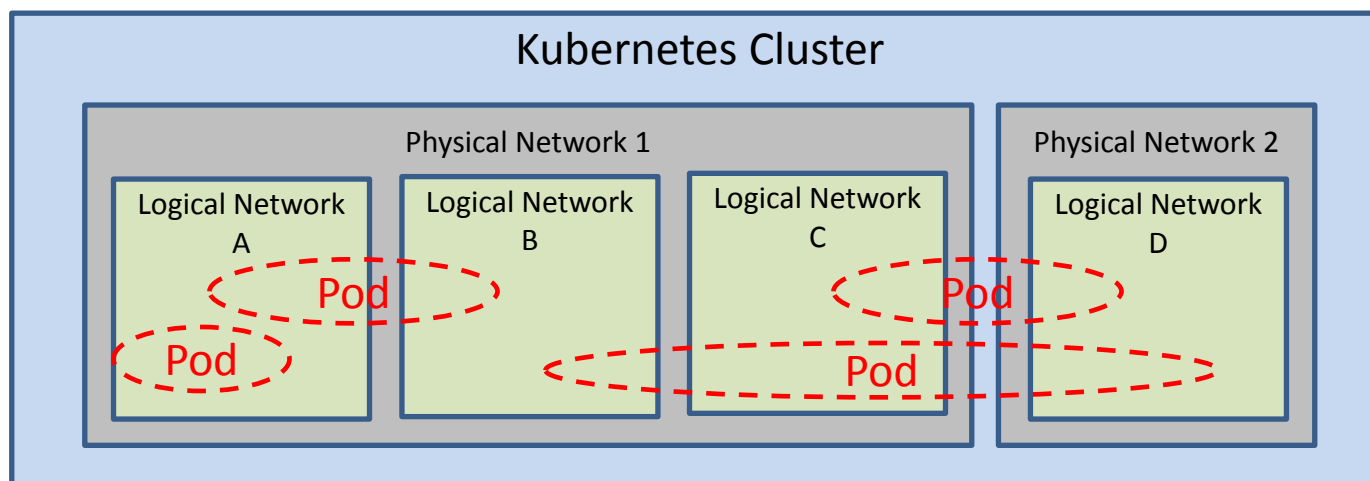 Kubernetes Cluster
Physical Network 1
Physical Network 2
Logical Network
A
Logical Network
B
Logical Network
C
Logical Network
D
Pod
Pod
Pod
Pod